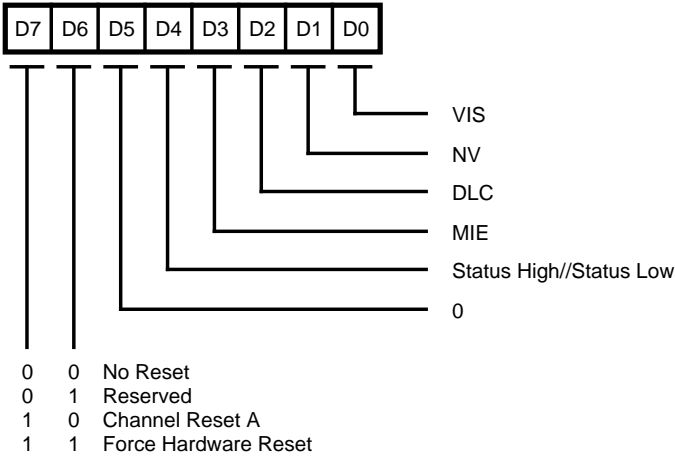 D7 D6 D5 D4 D3 D2 D1 D0
VIS
NV
DLC
MIE
Status High//Status Low
0
0 0 No Reset
0 1 Reserved
1 0 Channel Reset A
1 1 Force Hardware Reset